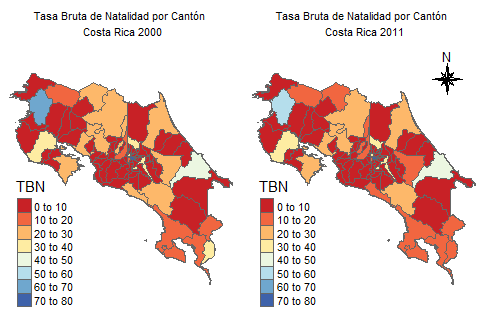 Tasa Bruta de Natalidad por Cantón
Costa Rica 2000
TBN
0 to 10
10 to 20
20 to 30
30 to 40
40 to 50
50 to 60
60 to 70
70 to 80
Tasa Bruta de Natalidad por Cantón
Costa Rica 2011
N
TBN
0 to 10
10 to 20
20 to 30
30 to 40
40 to 50
50 to 60
60 to 70
70 to 80